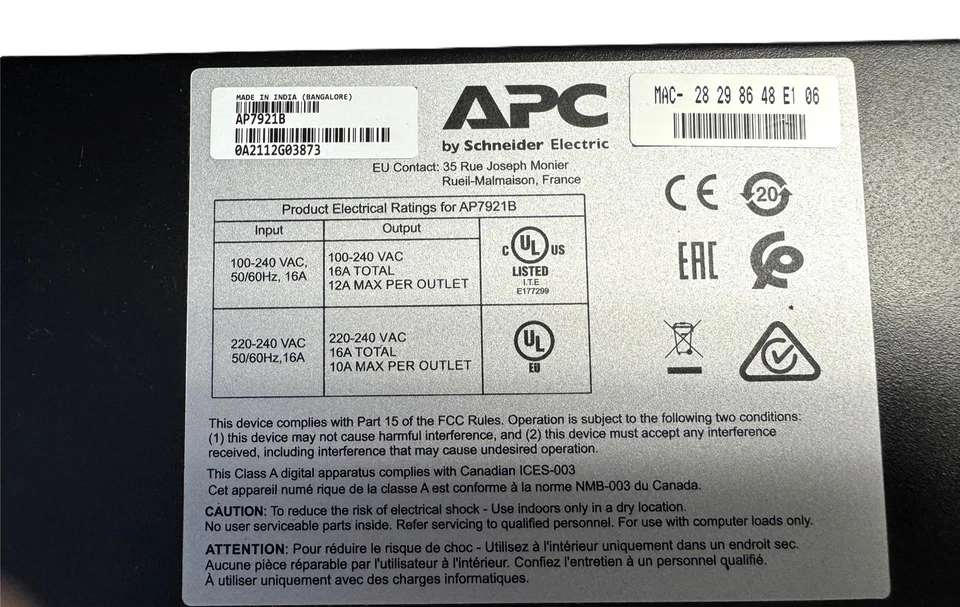 MADE IN INDIA (BANGALORE)
AP7921B
0A2112G03873
APC
by Schneider Electric
MAC- 28 29 86 48 E1 06
EU Contact: 35 Rue Joseph Monier
Rueil-Malmaison, France
Product Electrical Ratings for AP7921B
Input
Output
100-240 VAC,
50/60Hz, 16A
100-240 VAC
16A TOTAL
12A MAX PER OUTLET
C UL US
LISTED
I.T.E
E177299
220-240 VAC
50/60Hz,16A
220-240 VAC
16A TOTAL
10A MAX PER OUTLET
UL
EU
CE
20
EAC
This device complies with Part 15 of the FCC Rules. Operation is subject to the following two conditions:
(1) this device may not cause harmful interference, and (2) this device must accept any interference
received, including interference that may cause undesired operation.
This Class A digital apparatus complies with Canadian ICES-003
Cet appareil numé rique de la classe A est conforme à la norme NMB-003 du Canada.
CAUTION: To reduce the risk of electrical shock - Use indoors only in a dry location.
No user serviceable parts inside. Refer servicing to qualified personnel. For use with computer loads only.
ATTENTION: Pour réduire le risque de choc - Utilisez à l'intérieur uniquement dans un endroit sec.
Aucune pièce réparable par l'utilisateur à l'intérieur. Confiez l'entretien à un personnel qualifié.
À utiliser uniquement avec des charges informatiques.